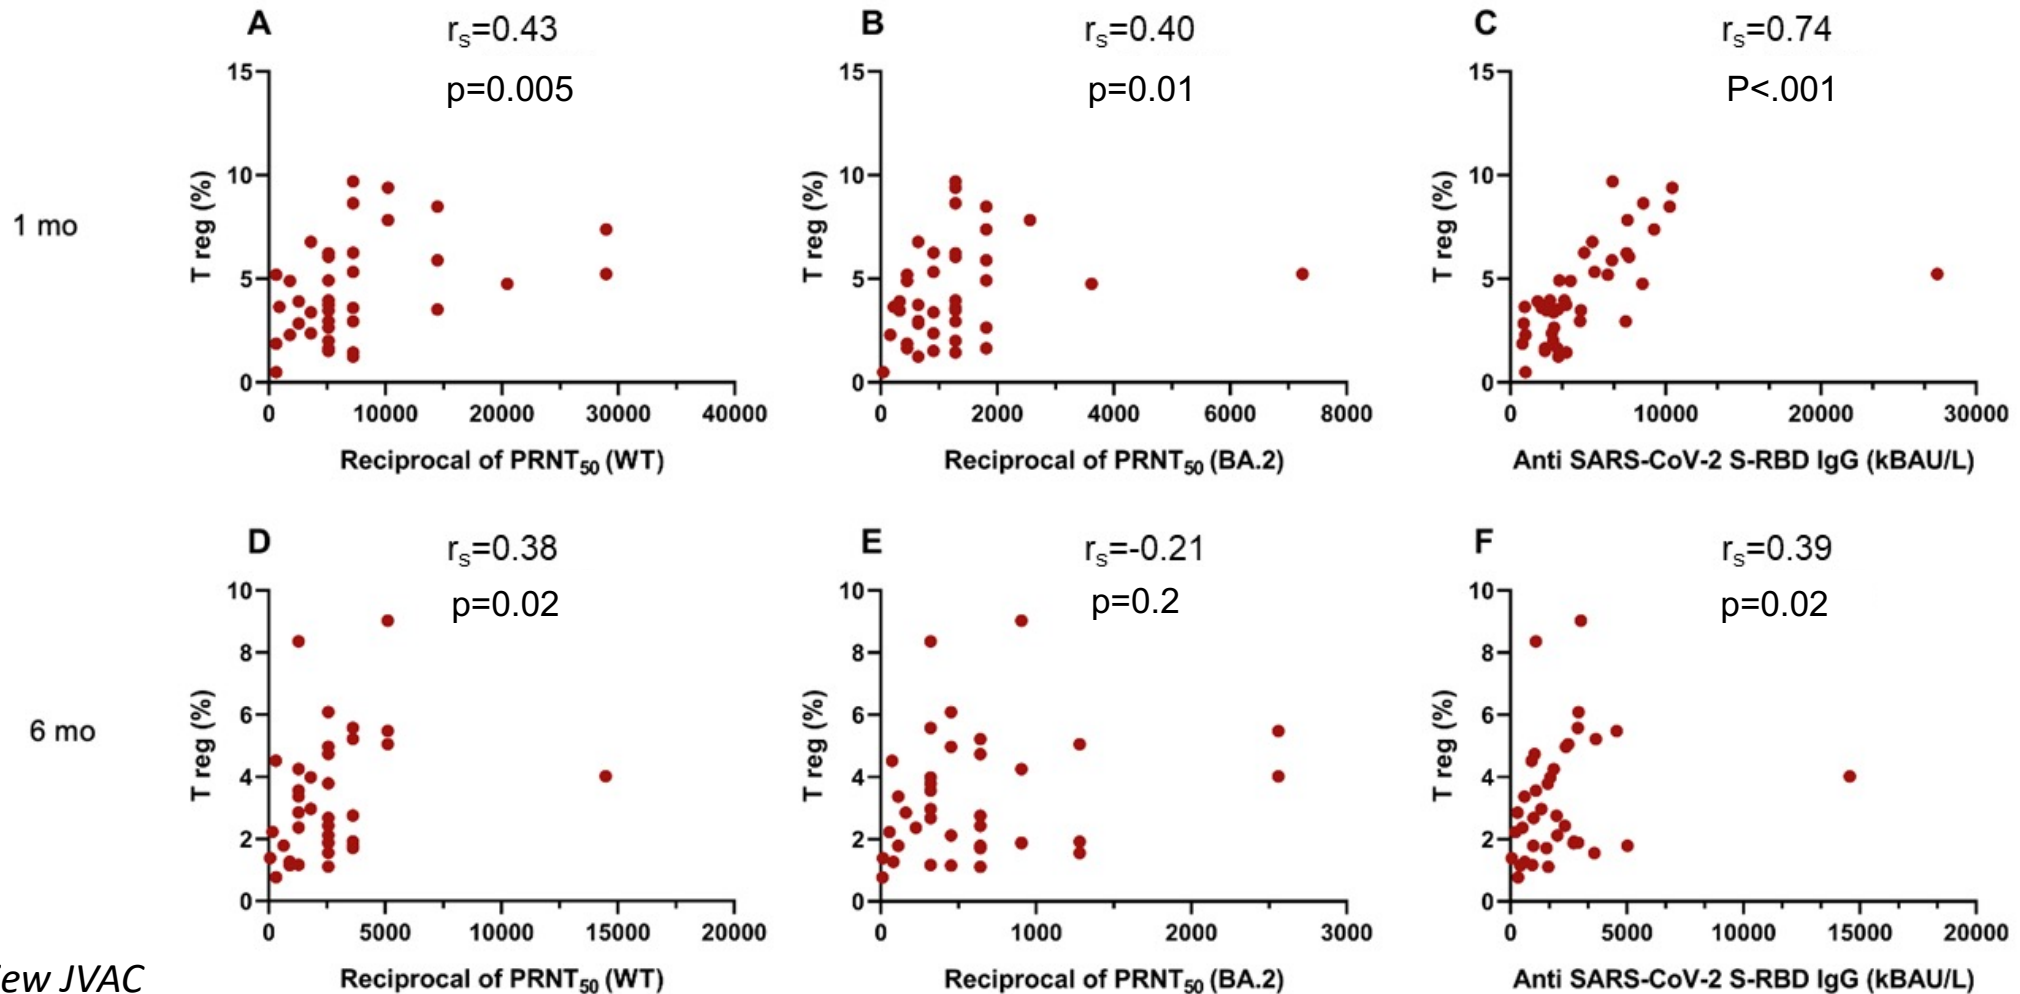 A
rS=0.43
p=0.005
B
rS=0.40
p=0.01
C
rS=0.74
P<.001
1 mo
T reg (%)
15
10
5
0
0 10000 20000 30000 40000
Reciprocal of PRNT50 (WT)
T reg (%)
15
10
5
0
0 2000 4000 6000 8000
Reciprocal of PRNT50 (BA.2)
T reg (%)
15
10
5
0
0 10000 20000 30000
Anti SARS-CoV-2 S-RBD IgG (kBAU/L)
D
rS=0.38
p=0.02
E
rS=-0.21
p=0.2
F
rS=0.39
p=0.02
6 mo
T reg (%)
10
8
6
4
2
0
0 5000 10000 15000 20000
Reciprocal of PRNT50 (WT)
T reg (%)
10
8
6
4
2
0
0 1000 2000 3000
Reciprocal of PRNT50 (BA.2)
T reg (%)
10
8
6
4
2
0
0 5000 10000 15000 20000
Anti SARS-CoV-2 S-RBD IgG (kBAU/L)
JVAC